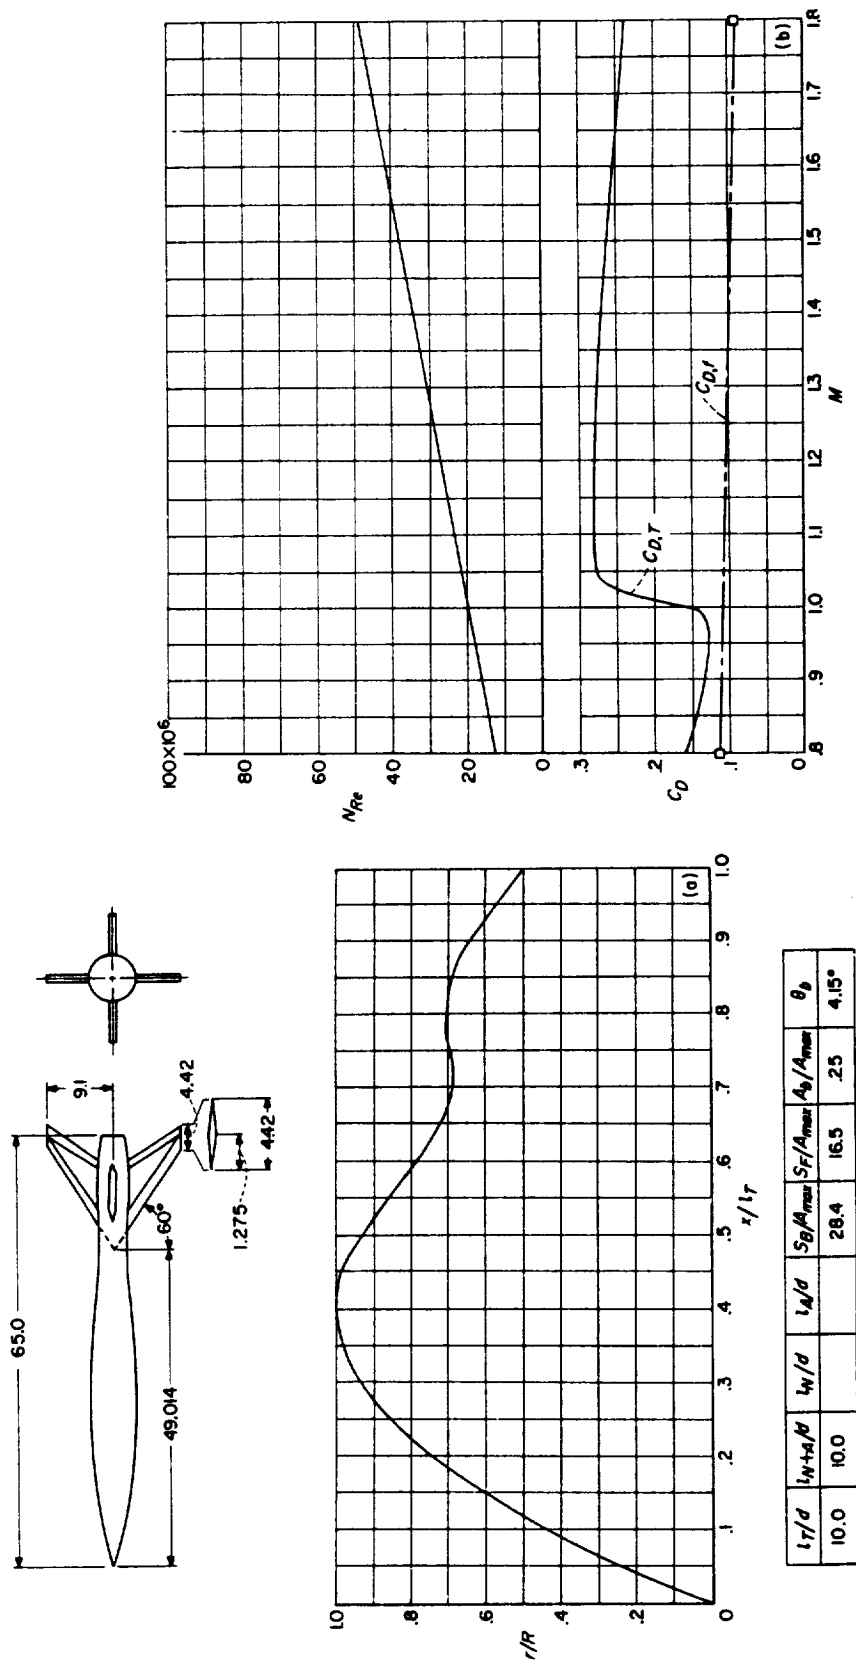 65.0
49.014
60°
9.1
4.42
1.275
4.42
r/R
1.0
.8
.6
.4
.2
0
0 .1 .2 .3 .4 .5 .6 .7 .8 .9 1.0
x/l_T
(a)
l_T/d l_N+A/d l_N/d l_A/d S_B/A_max S_F/A_max A_b/A_max θ_b
10.0 10.0 28.4 16.5 .25 4.15°
100×10⁶
80
60
40
20
0
N_Re
.3
.2
.1
0
C_D
C_D,T
C_D,f
.8 .9 1.0 1.1 1.2 1.3 1.4 1.5 1.6 1.7 1.8
M
(b)